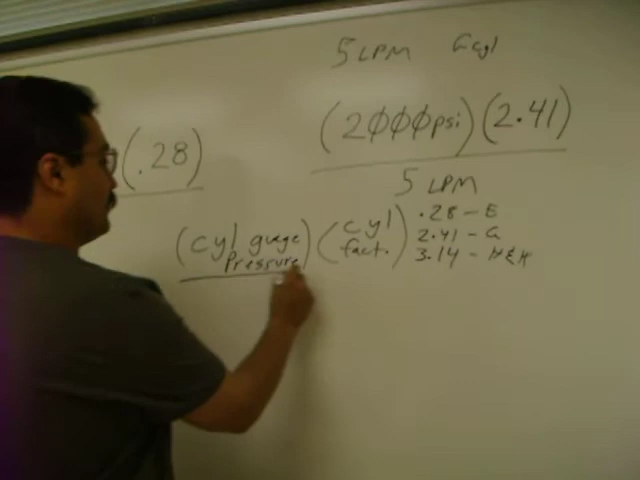 5 LPM G cyl
(2000psi)(2.41)
5 LPM
(.28)
(cyl guage Pressure)(cyl fact.)
.28 - E
2.41 - G
3.14 - H & K